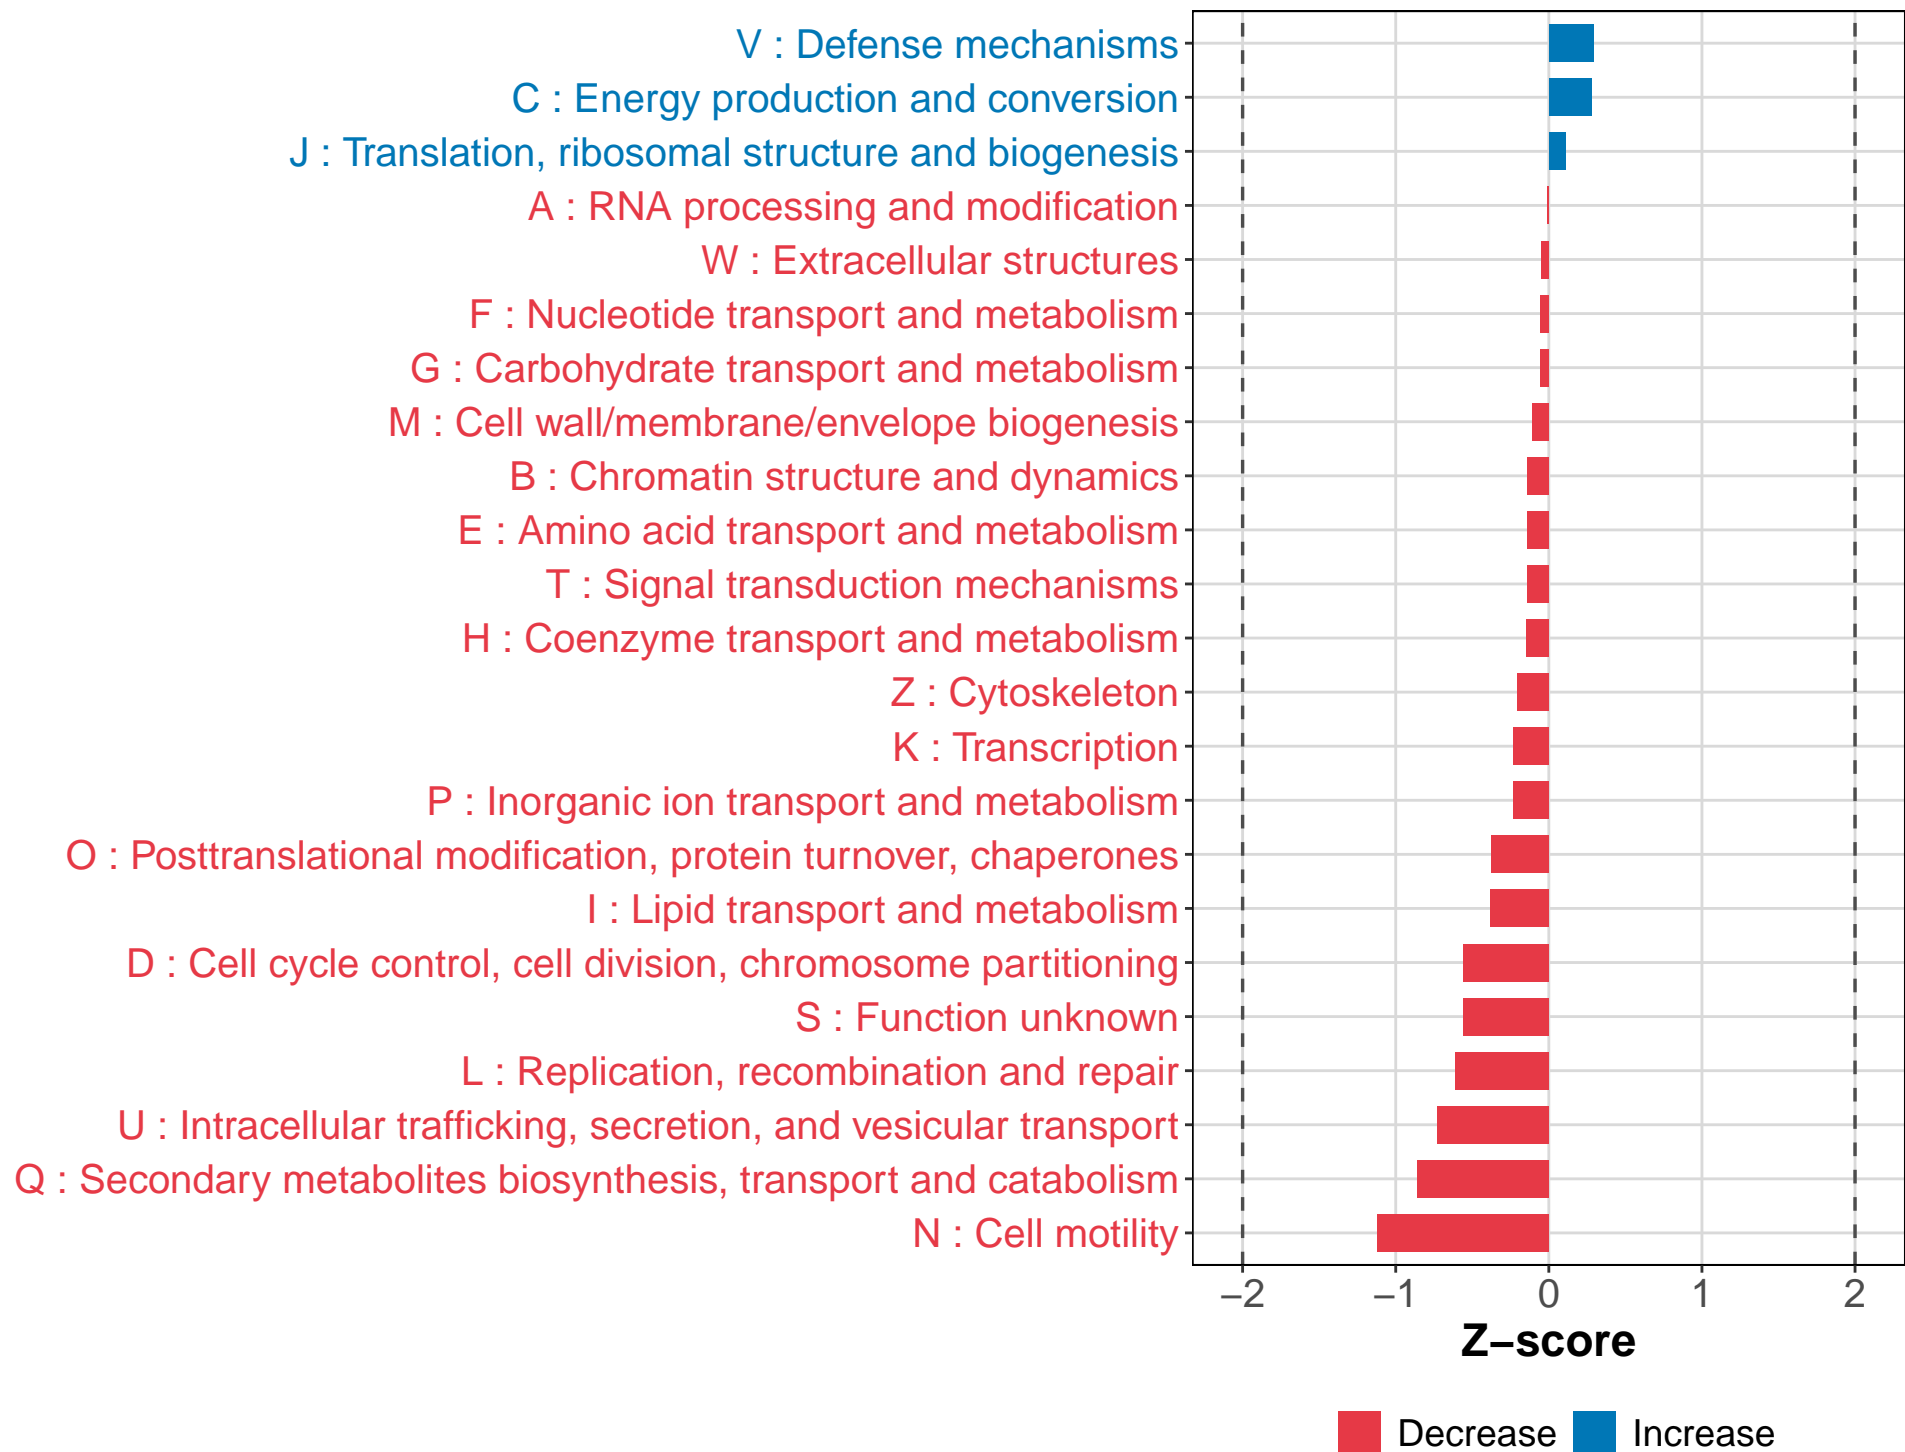 V : Defense mechanisms
C : Energy production and conversion
J : Translation, ribosomal structure and biogenesis
A : RNA processing and modification
W : Extracellular structures
F : Nucleotide transport and metabolism
G : Carbohydrate transport and metabolism
M : Cell wall/membrane/envelope biogenesis
B : Chromatin structure and dynamics
E : Amino acid transport and metabolism
T : Signal transduction mechanisms
H : Coenzyme transport and metabolism
Z : Cytoskeleton
K : Transcription
P : Inorganic ion transport and metabolism
O : Posttranslational modification, protein turnover, chaperones
I : Lipid transport and metabolism
D : Cell cycle control, cell division, chromosome partitioning
S : Function unknown
L : Replication, recombination and repair
U : Intracellular trafficking, secretion, and vesicular transport
Q : Secondary metabolites biosynthesis, transport and catabolism
N : Cell motility
−2 −1 0 1 2
Z−score
Decrease Increase